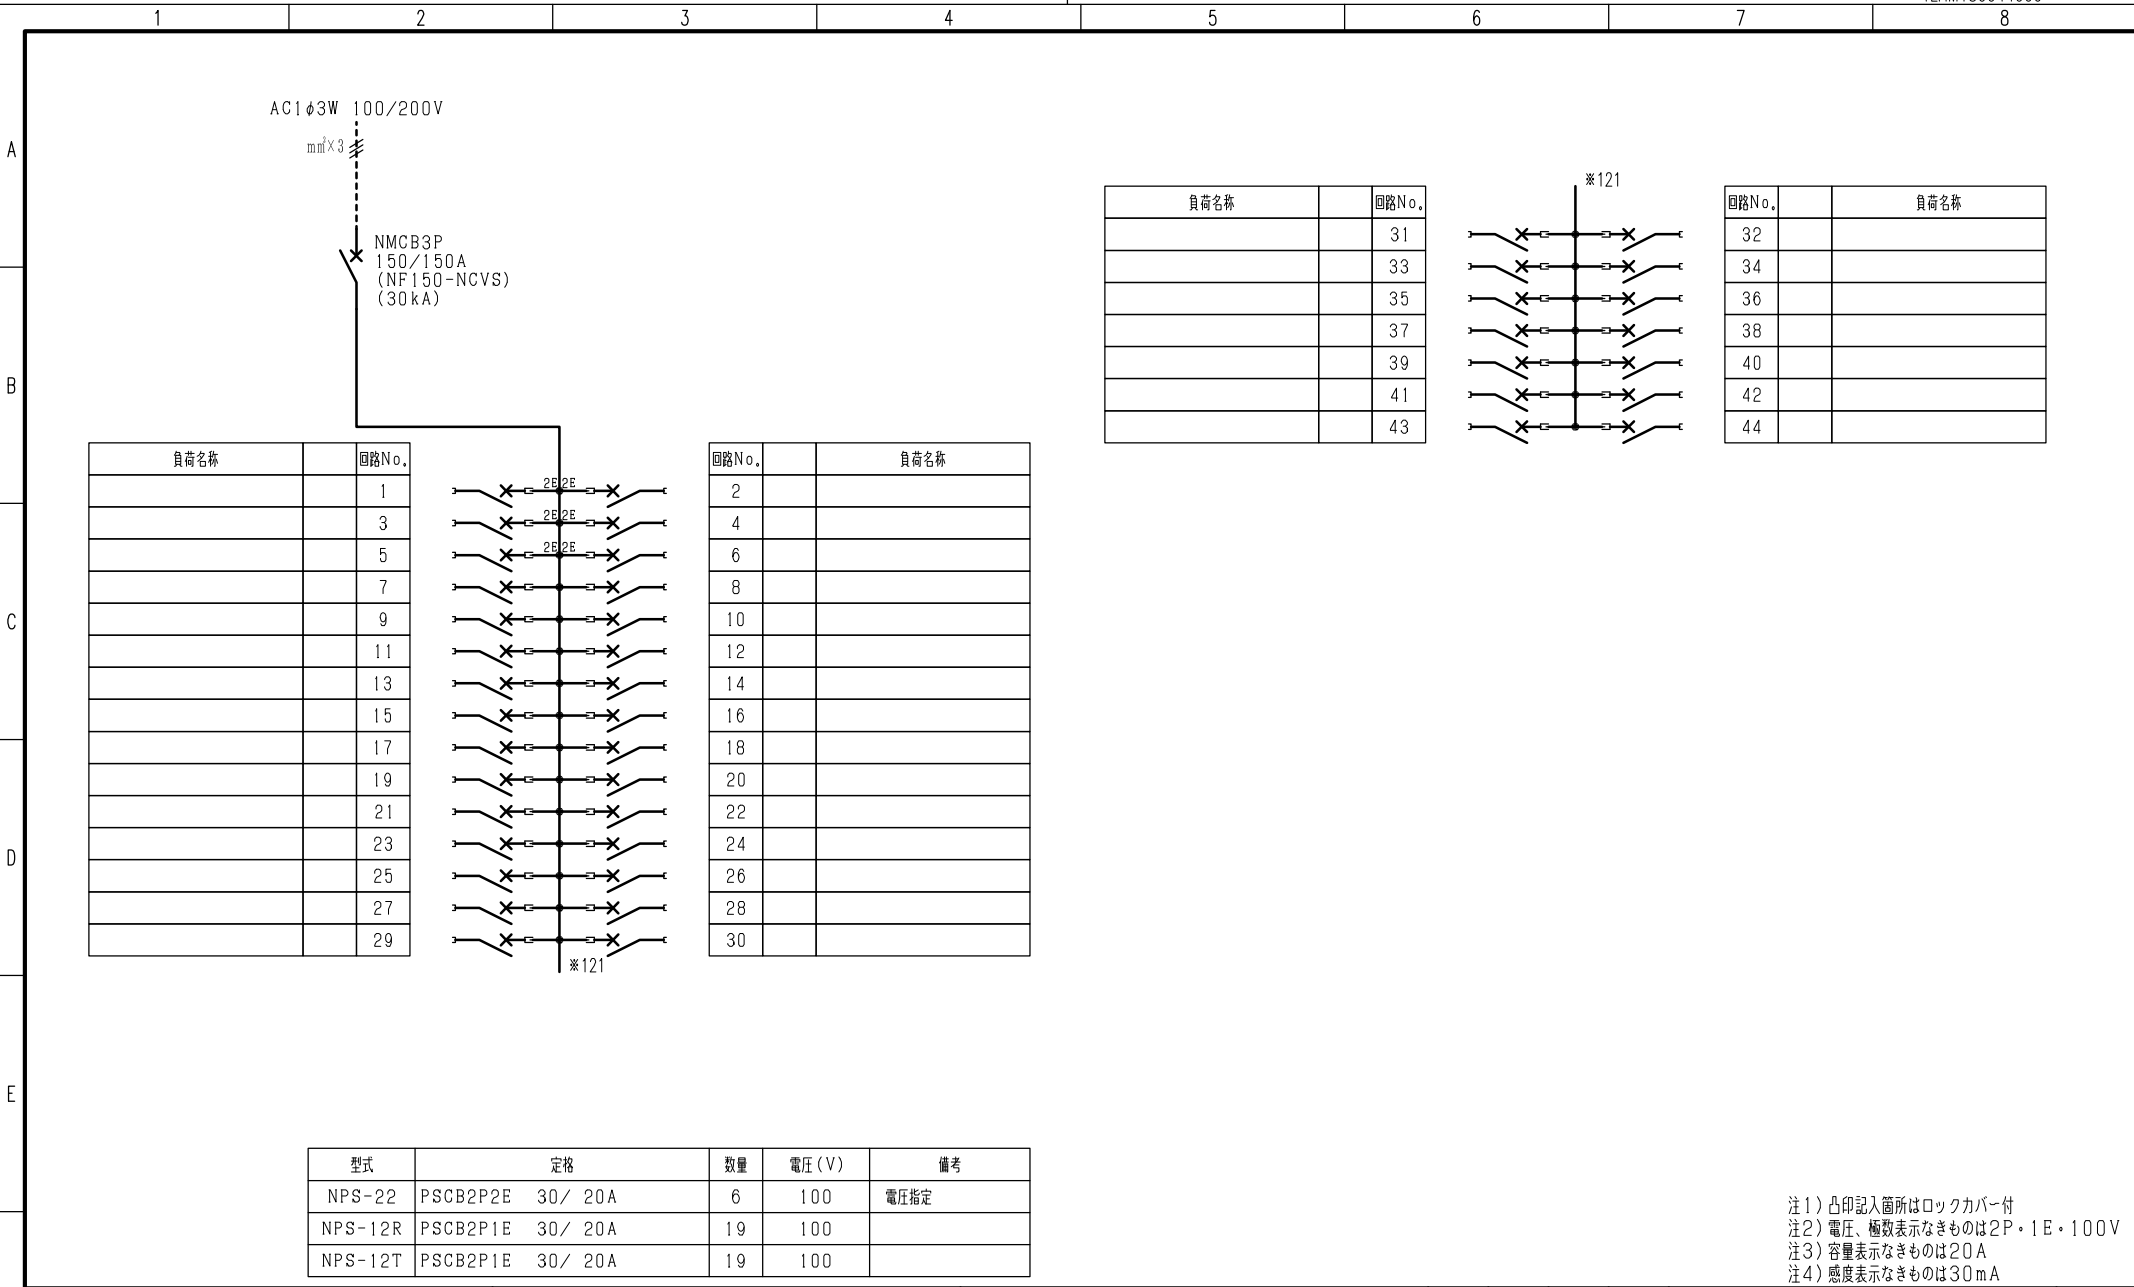 1 2 3 4 5 6 7 8
A
B
C
D
E
AC1φ3W 100/200V
m㎡×3
NMCB3P
150/150A
(NF150-NCVS)
(30kA)
負荷名称 回路No.
1
3
5
7
9
11
13
15
17
19
21
23
25
27
29
2E 2E
2E 2E
2E 2E
※121
回路No. 負荷名称
2
4
6
8
10
12
14
16
18
20
22
24
26
28
30
負荷名称 回路No.
31
33
35
37
39
41
43
※121
回路No. 負荷名称
32
34
36
38
40
42
44
型式 定格 数量 電圧(V) 備考
NPS-22 PSCB2P2E 30/ 20A 6 100 電圧指定
NPS-12R PSCB2P1E 30/ 20A 19 100
NPS-12T PSCB2P1E 30/ 20A 19 100
注1)凸印記入箇所はロックカバー付
注2)電圧、極数表示なきものは2P・1E・100V
注3)容量表示なきものは20A
注4)感度表示なきものは30mA